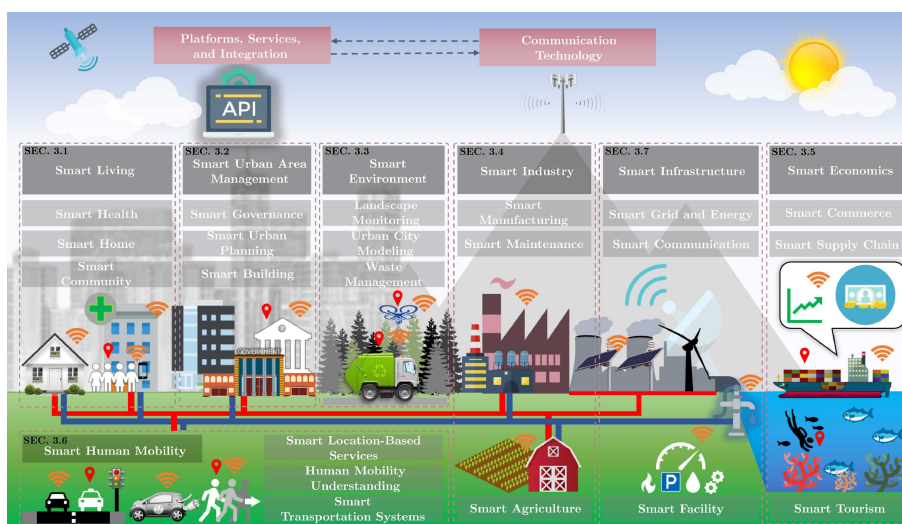 Platforms, Services,
and Integration
Communication
Technology
API
SEC. 3.1
Smart Living
Smart Health
Smart Home
Smart
Community
SEC. 3.2
Smart Urban Area
Management
Smart Governance
Smart Urban
Planning
Smart Building
SEC. 3.3
Smart
Environment
Landscape
Monitoring
Urban City
Modeling
Waste
Management
SEC. 3.4
Smart Industry
Smart
Manufacturing
Smart Maintenance
SEC. 3.7
Smart Infrastructure
Smart Grid and Energy
Smart Communication
SEC. 3.5
Smart Economics
Smart Commerce
Smart Supply Chain
GOVERNMENT
SEC. 3.6
Smart Human Mobility
Smart Location-Based
Services
Human Mobility
Understanding
Smart
Transportation Systems
Smart Agriculture
P
Smart Facility
Smart Tourism